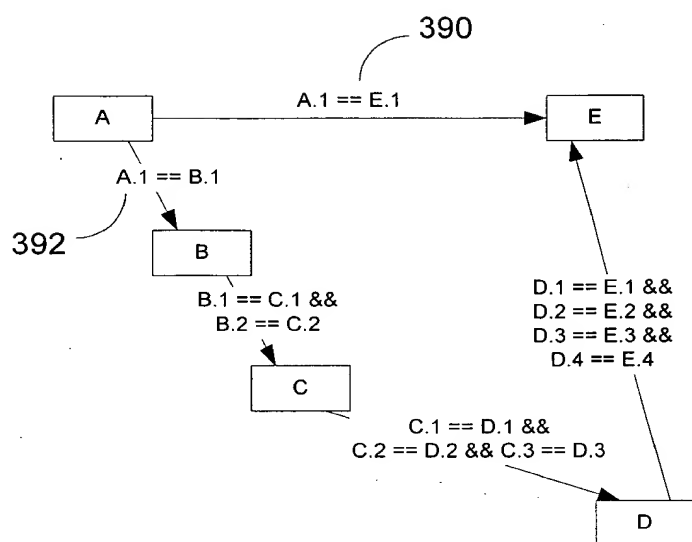 390
A.1 == E.1
A
E
A.1 == B.1
392
B
B.1 == C.1 &&
B.2 == C.2
D.1 == E.1 &&
D.2 == E.2 &&
D.3 == E.3 &&
D.4 == E.4
C
C.1 == D.1 &&
C.2 == D.2 && C.3 == D.3
D